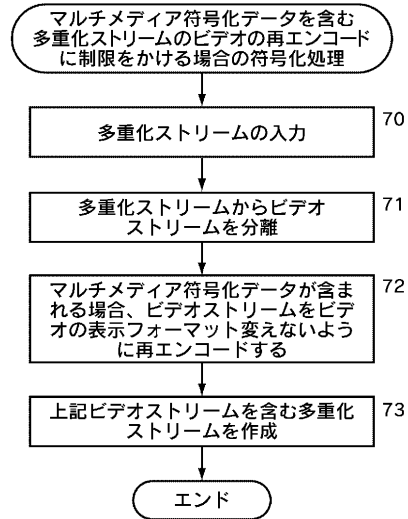 マルチメディア符号化データを含む
多重化ストリームのビデオの再エンコード
に制限をかける場合の符号化処理
70
多重化ストリームの入力
71
多重化ストリームからビデオ
ストリームを分離
72
マルチメディア符号化データが含ま
れる場合、ビデオストリームをビデ
オの表示フォーマット変えないよう
に再エンコードする
73
上記ビデオストリームを含む多重化
ストリームを作成
エンド